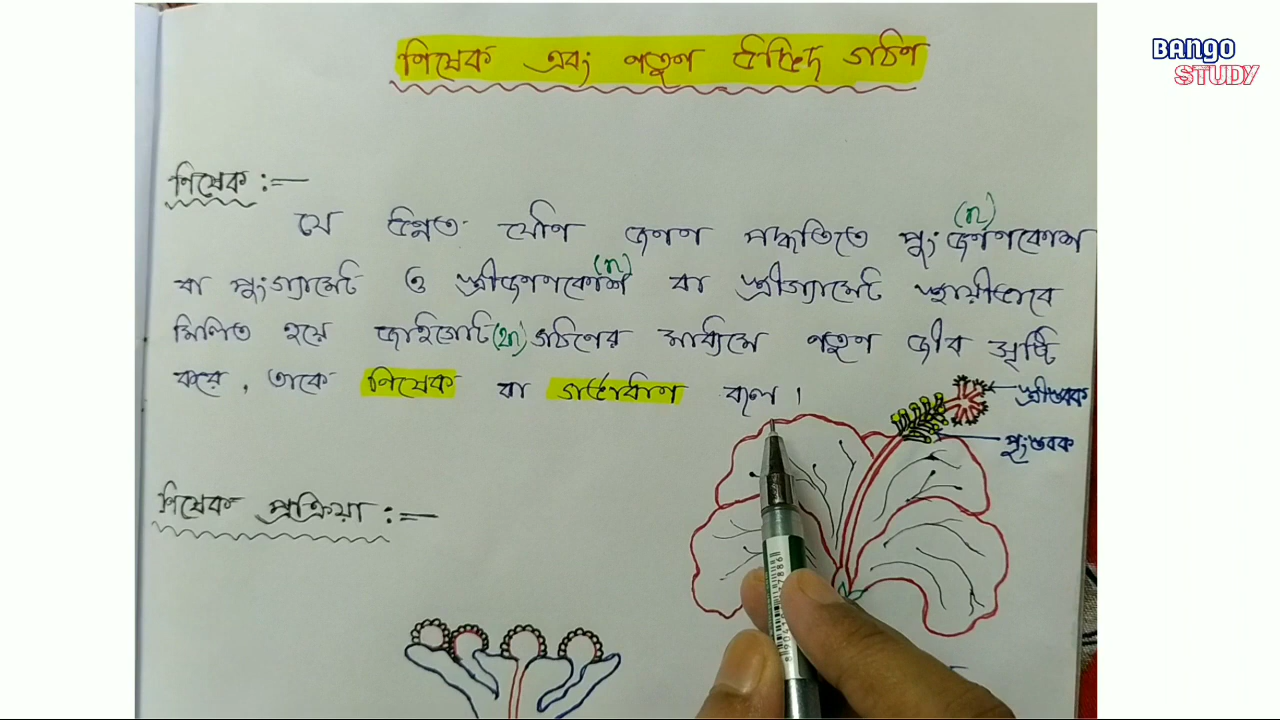 BANGO
STUDY
নিষেক এবং নতুন উদ্ভিদ গঠন
নিষেক :—
যে উন্নত যৌন জনন পদ্ধতিতে পুং জননকোশ (n)
বা পুংগ্যামেট ও স্ত্রীজননকোশ (n) বা স্ত্রীগ্যামেট স্থায়ীভাবে
মিলিত হয়ে জাইগোট (2n) গঠনের মাধ্যমে নতুন জীব সৃষ্টি
করে, তাকে নিষেক বা গর্ভাধান বলে ।
স্ত্রীস্তবক
পুংস্তবক
নিষেক প্রক্রিয়া :—